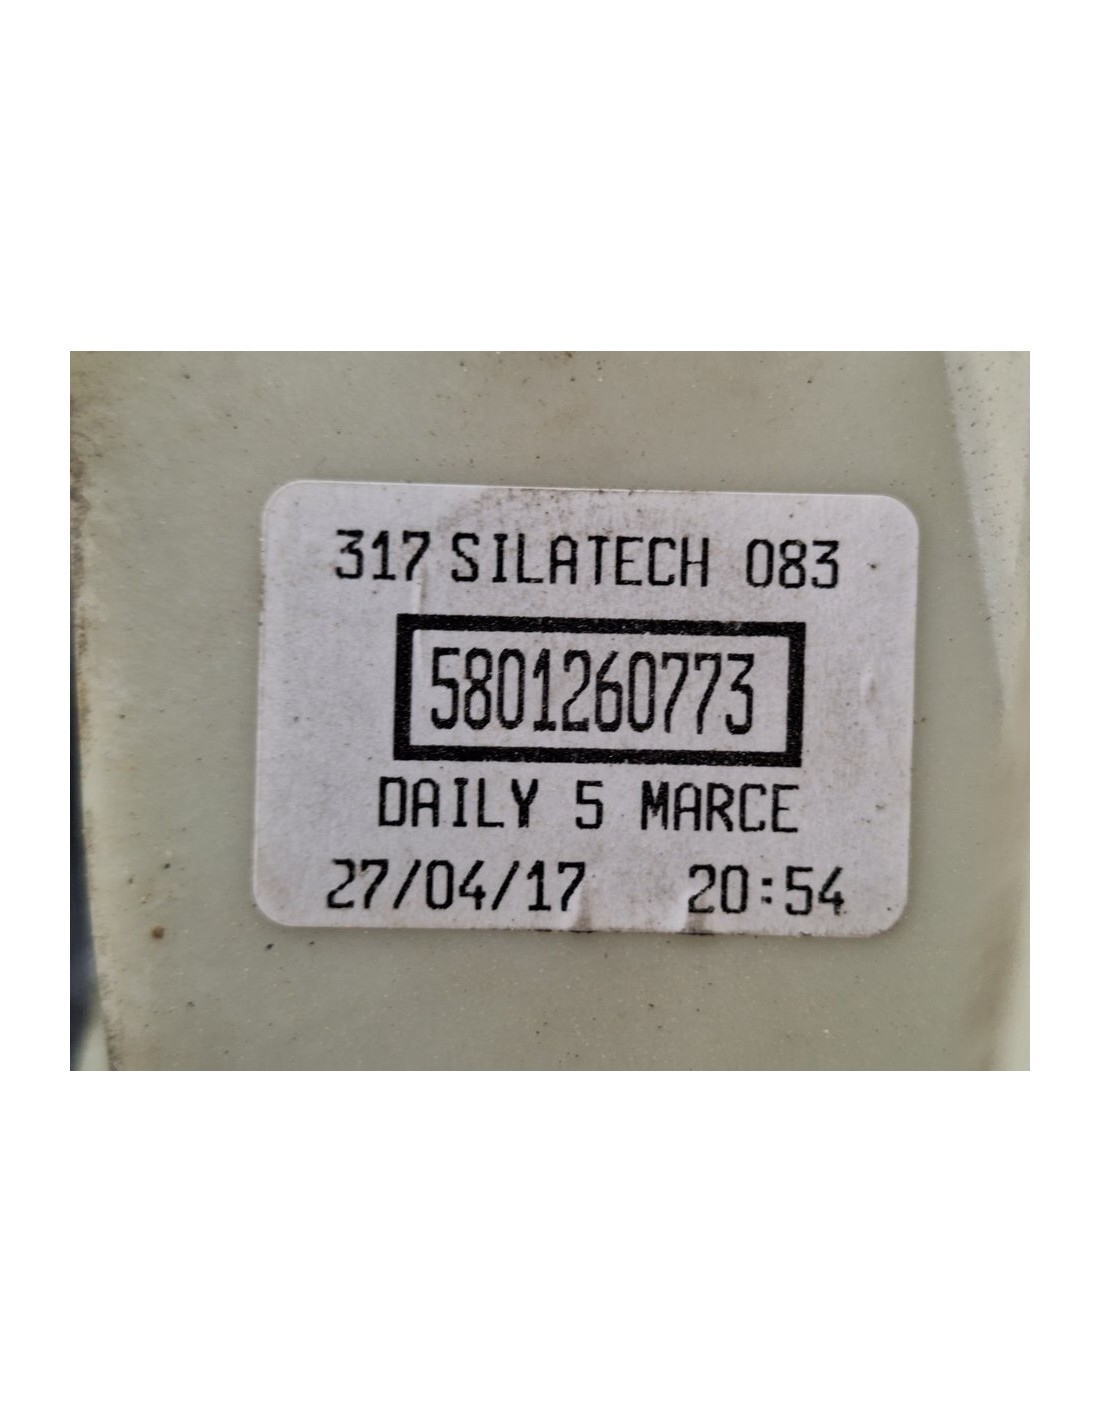 317 SILATECH 083
5801260773
DAILY 5 MARCE
27/04/17 20:54